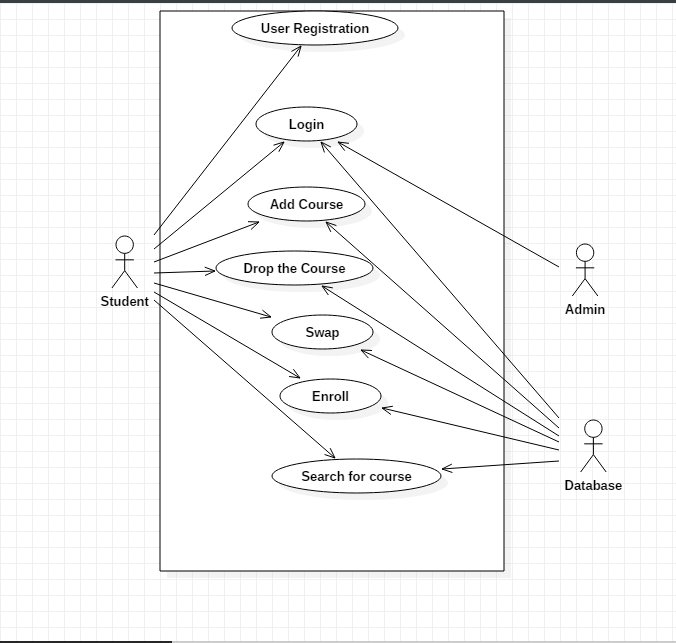 User Registration
Login
Add Course
Drop the Course
Student
Admin
Swap
Enroll
Search for course
Database